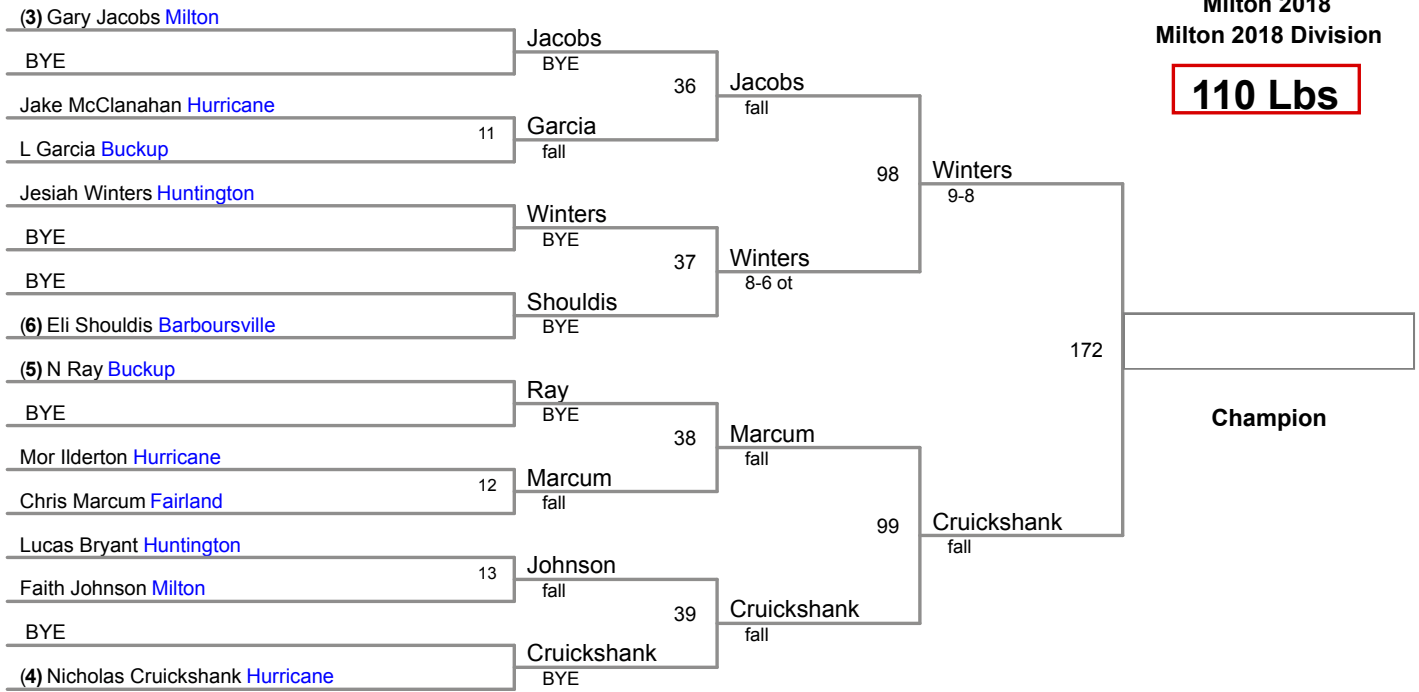 Milton 2018
Milton 2018 Division
110 Lbs
(3) Gary Jacobs Milton
BYE
Jake McClanahan Hurricane
L Garcia Buckup
Jesiah Winters Huntington
BYE
BYE
(6) Eli Shouldis Barboursville
(5) N Ray Buckup
BYE
Mor Ilderton Hurricane
Chris Marcum Fairland
Lucas Bryant Huntington
Faith Johnson Milton
BYE
(4) Nicholas Cruickshank Hurricane
11
12
13
Jacobs
BYE
Garcia
fall
Winters
BYE
Shouldis
BYE
Ray
BYE
Marcum
fall
Johnson
fall
Cruickshank
BYE
36
37
38
39
Jacobs
fall
Winters
8-6 ot
Marcum
fall
Cruickshank
fall
98
99
Winters
9-8
Cruickshank
fall
172
Champion